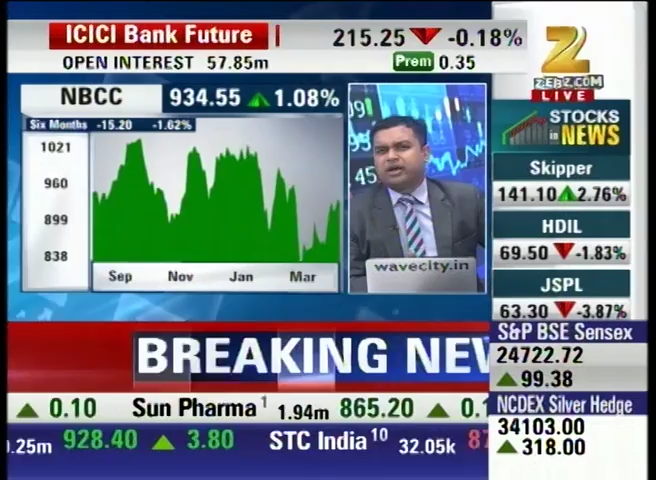 ICICI Bank Future
215.25 -0.18%
OPEN INTEREST 57.85m
Prem 0.35
NBCC 934.55 1.08%
Six Months -15.20 -1.62%
1021
960
899
838
Sep Nov Jan Mar
wavecity.in
ZEEBIZ.COM
LIVE
STOCKS
in NEWS
Skipper
141.10 2.76%
HDIL
69.50 -1.83%
JSPL
63.30 -3.87%
S&P BSE Sensex
24722.72
99.38
NCDEX Silver Hedge
34103.00
318.00
BREAKING NEW
0.10 Sun Pharma 1 1.94m 865.20 0.1
0.25m 928.40 3.80 STC India 10 32.05k 87